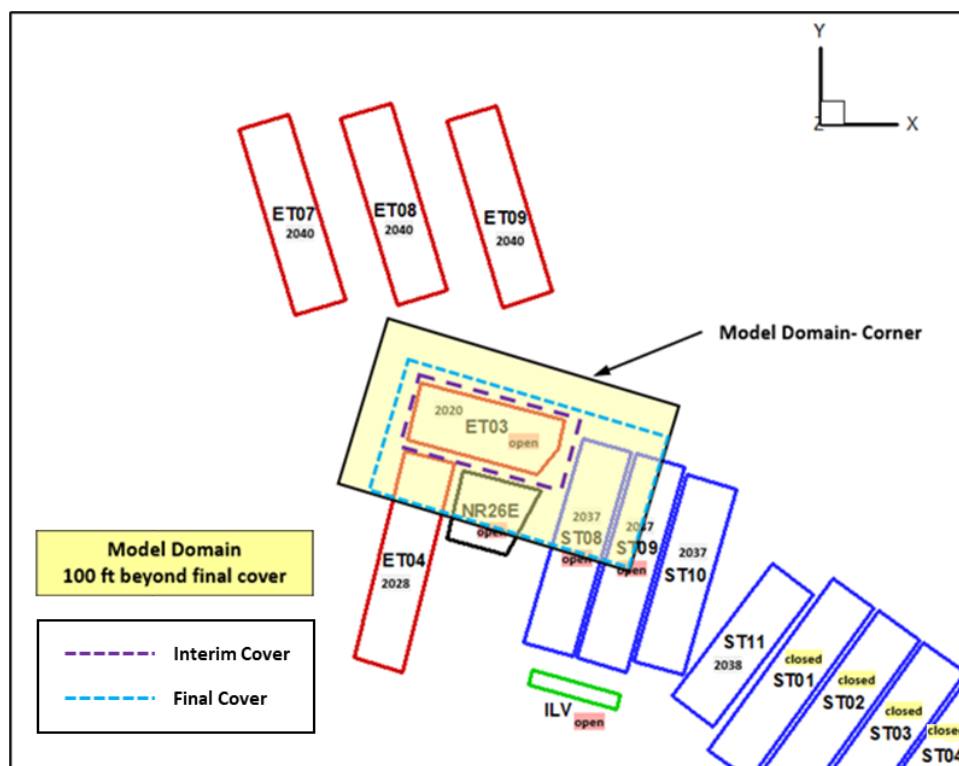 Y
Z
X
ET07
2040
ET08
2040
ET09
2040
Model Domain- Corner
2020
ET03
open
NR26E
open
ET04
2028
2037
ST08
open
ST09
open
2037
ST10
ST11
2038
closed
ST01
closed
ST02
closed
ST03
closed
ST04
ILV
open
Model Domain
100 ft beyond final cover
Interim Cover
Final Cover